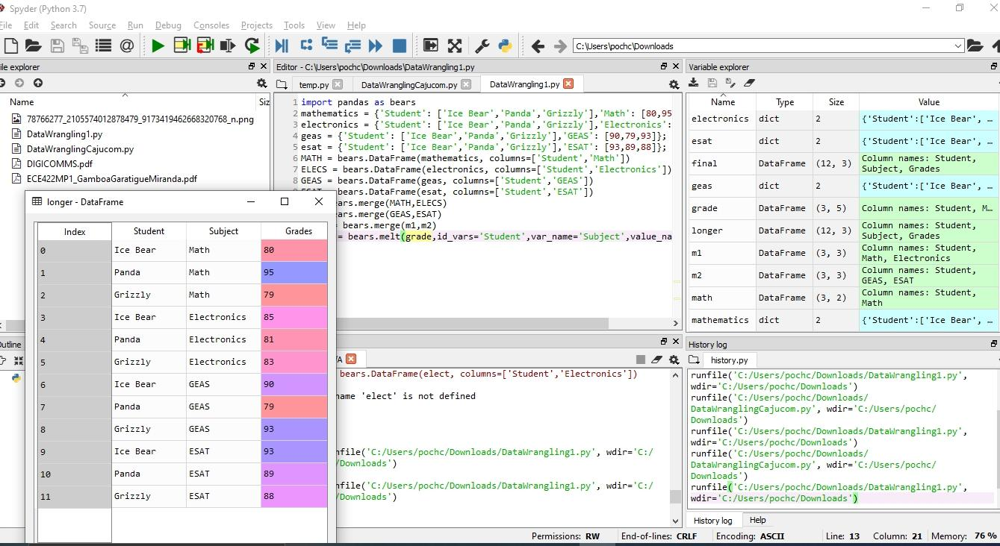 Spyder (Python 3.7)
File Edit Search Source Run Debug Consoles Projects Tools View Help
C:\Users\pochc\Downloads
ile explorer
Name Siz
78766277_2105574012878479_9173419462668320768_n.png
DataWrangling1.py
DataWranglingCajucom.py
DIGICOMMS.pdf
ECE422MP1_GamboaGaratigueMiranda.pdf
Editor - C:\Users\pochc\Downloads\DataWrangling1.py
temp.py DataWranglingCajucom.py DataWrangling1.py
1 import pandas as bears
2 mathematics = {'Student': ['Ice Bear','Panda','Grizzly'],'Math': [80,95
3 electronics = {'Student': ['Ice Bear','Panda','Grizzly'],'Electronics':
4 geas = {'Student': ['Ice Bear','Panda','Grizzly'],'GEAS': [90,79,93]};
5 esat = {'Student': ['Ice Bear','Panda','Grizzly'],'ESAT': [93,89,88]};
6 MATH = bears.DataFrame(mathematics, columns=['Student','Math'])
7 ELECS = bears.DataFrame(electronics, columns=['Student','Electronics'])
8 GEAS = bears.DataFrame(geas, columns=['Student','GEAS'])
9 ESAT = bears.DataFrame(esat, columns=['Student','ESAT'])
ears.merge(MATH,ELECS)
ears.merge(GEAS,ESAT)
= bears.merge(m1,m2)
= bears.melt(grade,id_vars='Student',var_name='Subject',value_na
longer - DataFrame
Index Student Subject Grades
0 Ice Bear Math 80
1 Panda Math 95
2 Grizzly Math 79
3 Ice Bear Electronics 85
4 Panda Electronics 81
5 Grizzly Electronics 83
6 Ice Bear GEAS 90
7 Panda GEAS 79
8 Grizzly GEAS 93
9 Ice Bear ESAT 93
10 Panda ESAT 89
11 Grizzly ESAT 88
Outline
/A
bears.DataFrame(elect, columns=['Student','Electronics'])
name 'elect' is not defined
nfile('C:/Users/pochc/Downloads/DataWrangling1.py', wdir='C:/
/Downloads')
nfile('C:/Users/pochc/Downloads/DataWrangling1.py', wdir='C:/
/Downloads')
Variable explorer
Name Type Size Value
electronics dict 2 {'Student':['Ice Bear', …
esat dict 2 {'Student':['Ice Bear', …
final DataFrame (12, 3) Column names: Student,
Subject, Grades
geas dict 2 {'Student':['Ice Bear', …
grade DataFrame (3, 5) Column names: Student, M…
longer DataFrame (12, 3) Column names: Student,
Subject, Grades
m1 DataFrame (3, 3) Column names: Student,
Math, Electronics
m2 DataFrame (3, 3) Column names: Student,
GEAS, ESAT
math DataFrame (3, 2) Column names: Student,
Math
mathematics dict 2 {'Student':['Ice Bear', …
History log
history.py
runfile('C:/Users/pochc/Downloads/DataWrangling1.py',
wdir='C:/Users/pochc/Downloads')
runfile('C:/Users/pochc/Downloads/
DataWranglingCajucom.py', wdir='C:/Users/pochc/
Downloads')
runfile('C:/Users/pochc/Downloads/DataWrangling1.py',
wdir='C:/Users/pochc/Downloads')
runfile('C:/Users/pochc/Downloads/
DataWranglingCajucom.py', wdir='C:/Users/pochc/
Downloads')
runfile('C:/Users/pochc/Downloads/DataWrangling1.py',
wdir='C:/Users/pochc/Downloads')
History log Help
Permissions: RW End-of-lines: CRLF Encoding: ASCII Line: 13 Column: 21 Memory: 76 %